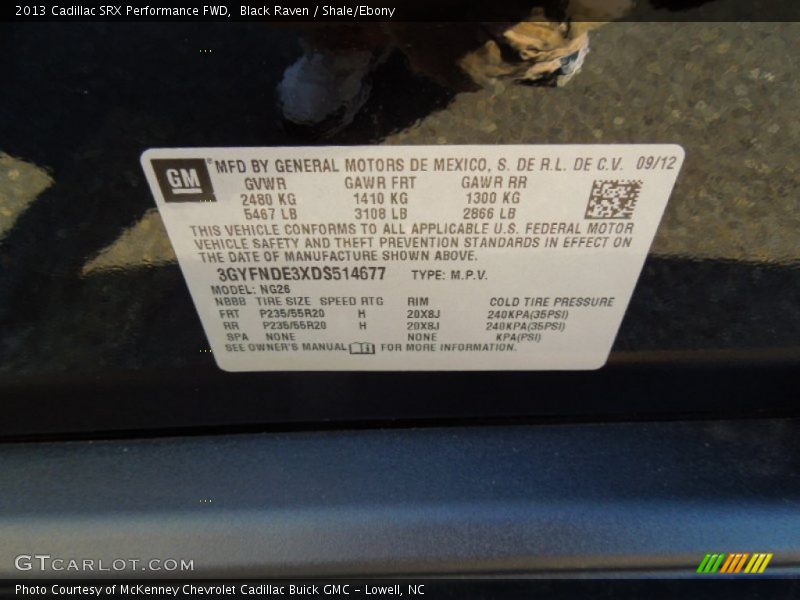 2013 Cadillac SRX Performance FWD, Black Raven / Shale/Ebony
GM® MFD BY GENERAL MOTORS DE MEXICO, S. DE R.L. DE C.V. 09/12
GVWR GAWR FRT GAWR RR
2480 KG 1410 KG 1300 KG
5467 LB 3108 LB 2866 LB
THIS VEHICLE CONFORMS TO ALL APPLICABLE U.S. FEDERAL MOTOR
VEHICLE SAFETY AND THEFT PREVENTION STANDARDS IN EFFECT ON
THE DATE OF MANUFACTURE SHOWN ABOVE.
3GYFNDE3XDS514677 TYPE: M.P.V.
MODEL: NG26
NBBB TIRE SIZE SPEED RTG RIM COLD TIRE PRESSURE
FRT P235/55R20 H 20X8J 240KPA(35PSI)
RR P235/55R20 H 20X8J 240KPA(35PSI)
SPA NONE NONE KPA(PSI)
SEE OWNER'S MANUAL FOR MORE INFORMATION.
GTCARLOT.COM
Photo Courtesy of McKenney Chevrolet Cadillac Buick GMC - Lowell, NC